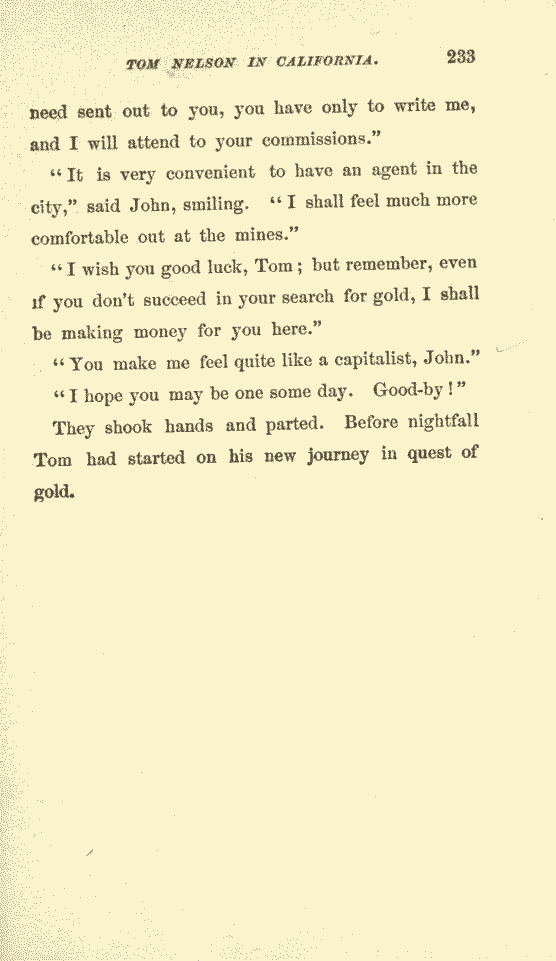 TOM NELSON IN CALIFORNIA. 233
need sent out to you, you have only to write me,
and I will attend to your commissions.”
“It is very convenient to have an agent in the
city,” said John, smiling. “I shall feel much more
comfortable out at the mines.”
“I wish you good luck, Tom; but remember, even
if you don’t succeed in your search for gold, I shall
be making money for you here.”
“You make me feel quite like a capitalist, John.”
“I hope you may be one some day. Good-by!”
They shook hands and parted. Before nightfall
Tom had started on his new journey in quest of
gold.